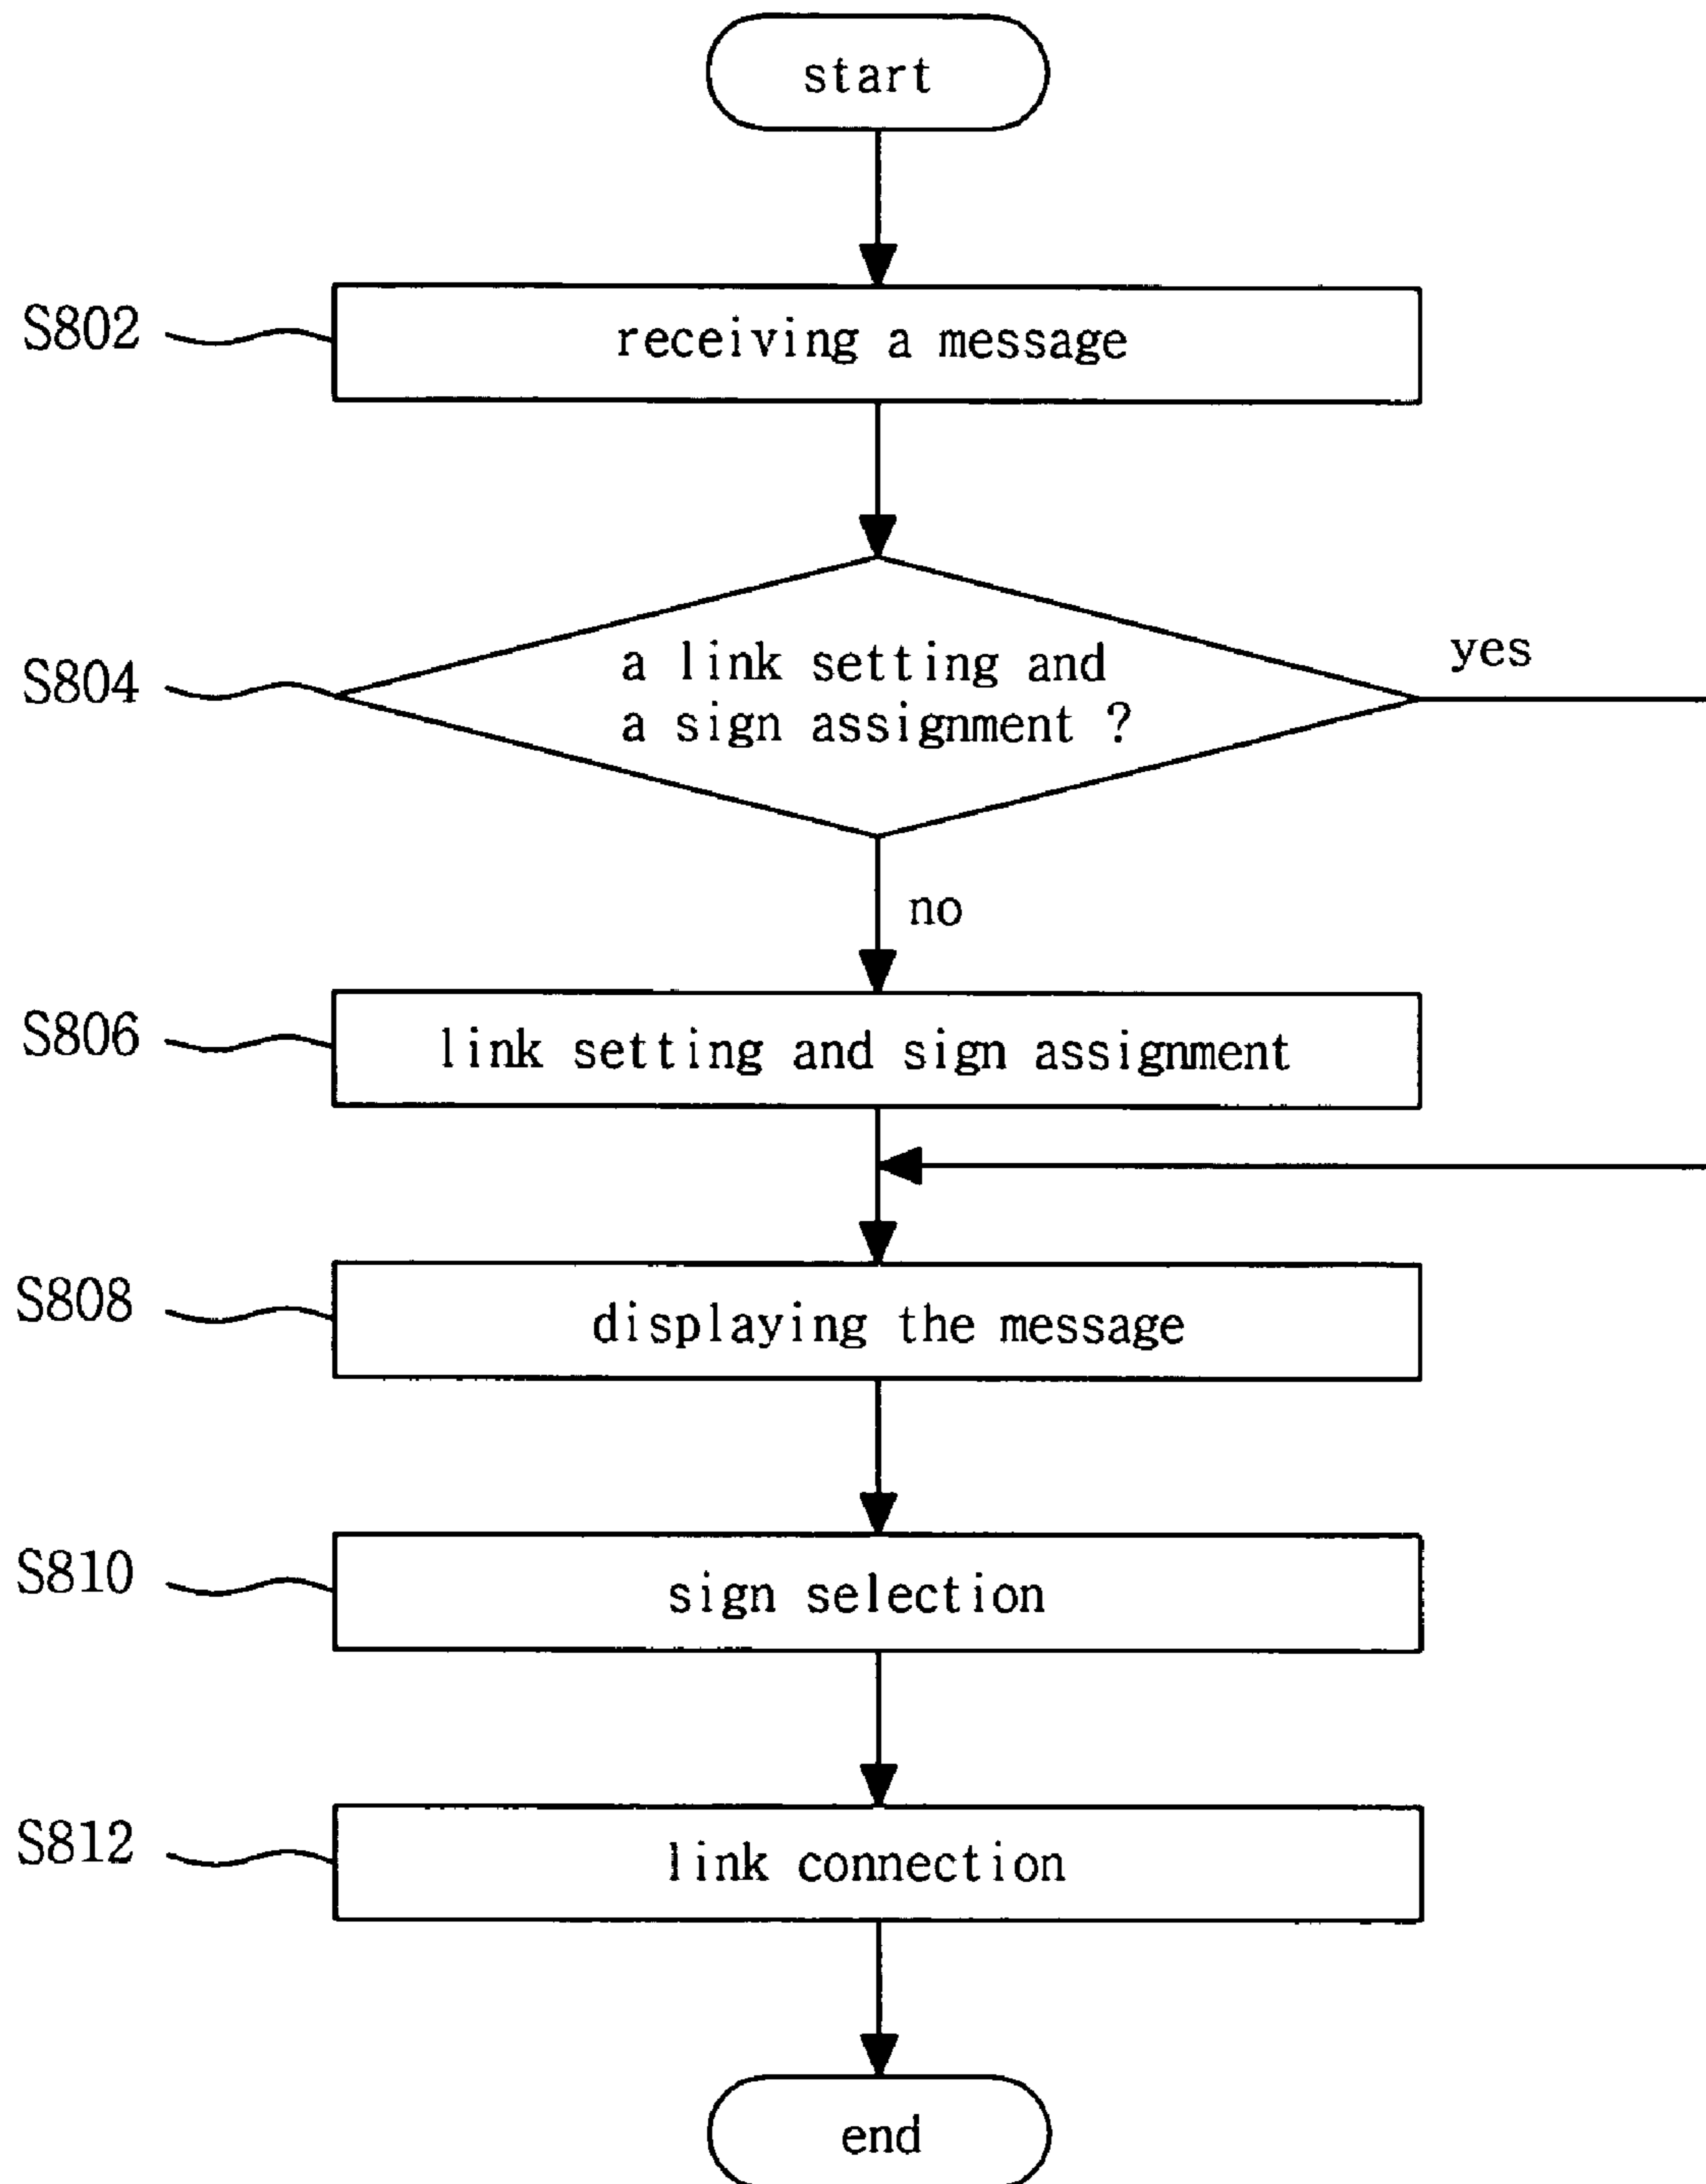 start
S802
receiving a message
S804
a link setting and
a sign assignment ?
yes
no
S806
link setting and sign assignment
S808
displaying the message
S810
sign selection
S812
link connection
end